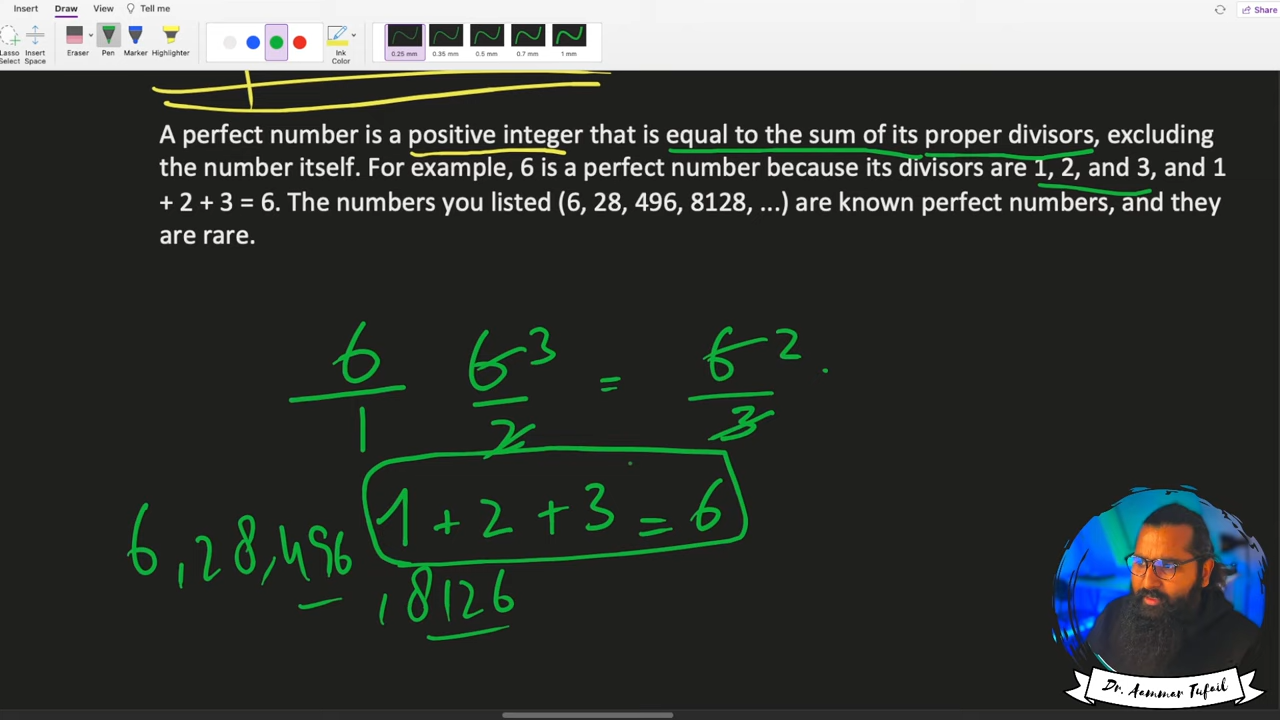 Insert Draw View Tell me Share
Lasso Select Insert Space Eraser Pen Marker Highlighter Ink Color 0.25 mm 0.35 mm 0.5 mm 0.7 mm 1 mm
A perfect number is a positive integer that is equal to the sum of its proper divisors, excluding
the number itself. For example, 6 is a perfect number because its divisors are 1, 2, and 3, and 1
+ 2 + 3 = 6. The numbers you listed (6, 28, 496, 8128, ...) are known perfect numbers, and they
are rare.
6 6 3 = 6 2
1 2 3
1 + 2 + 3 = 6
6, 28, 496
, 8126
Dr. Aammar Tufail